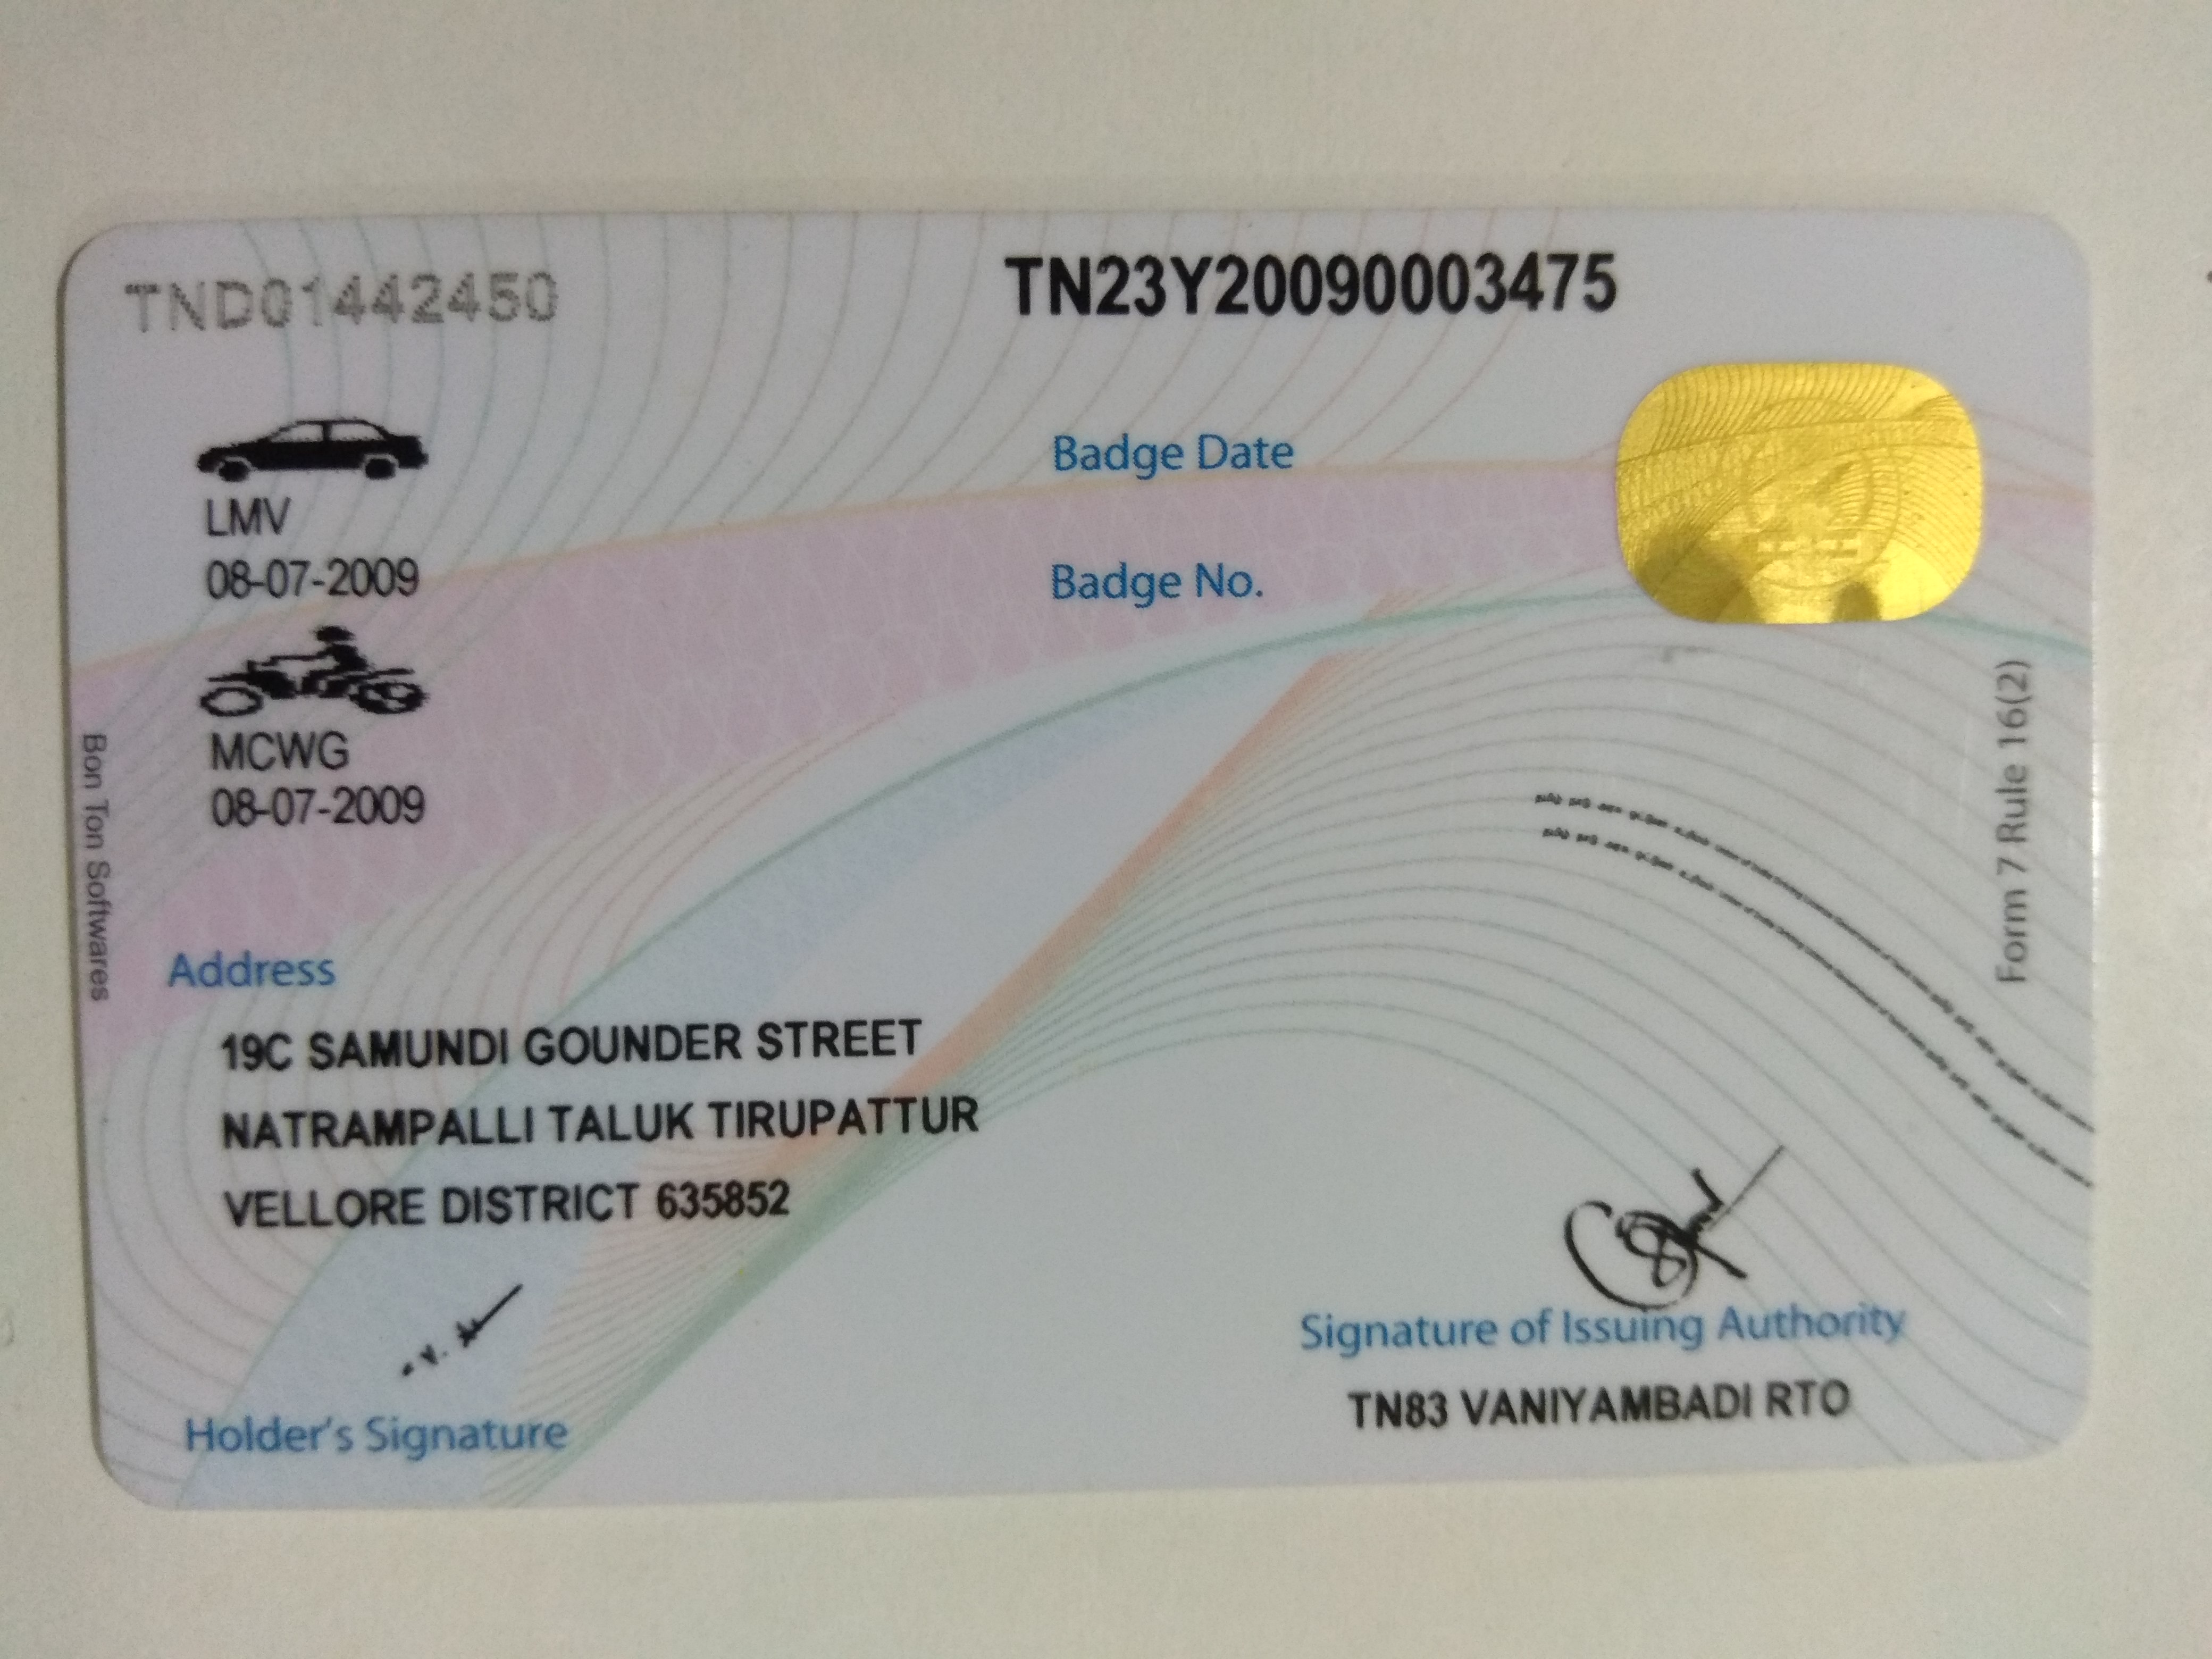 TND01442450
TN23Y20090003475
LMV
08-07-2009
Badge Date
Badge No.
MCWG
08-07-2009
Bon Ton Softwares
Form 7 Rule 16(2)
Address
19C SAMUNDI GOUNDER STREET
NATRAMPALLI TALUK TIRUPATTUR
VELLORE DISTRICT 635852
Holder's Signature
Signature of Issuing Authority
TN83 VANIYAMBADI RTO